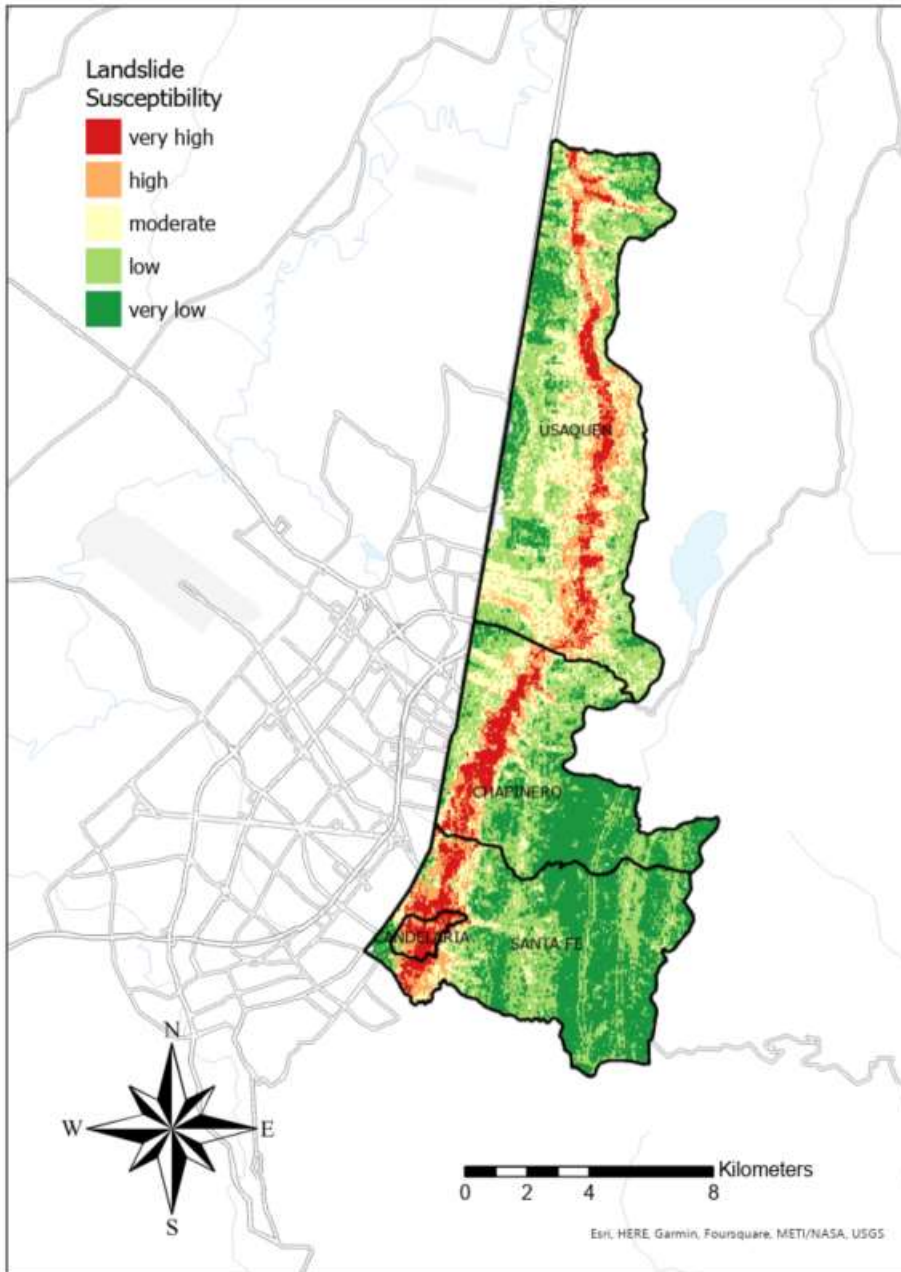 Landslide
Susceptibility
very high
high
moderate
low
very low
USAQUEN
CHAPINERO
SANTA FE
N
W
E
S
Kilometers
0 2 4 8
Esri, HERE, Garmin, Foursquare, METI/NASA, USGS